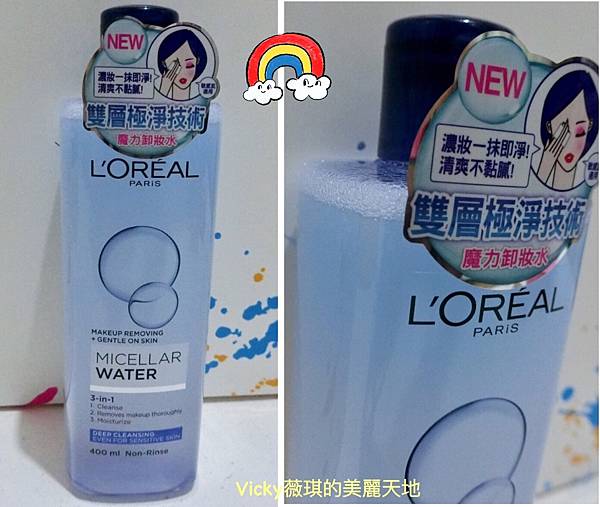 NEW
濃妝一抹即淨!
清爽不黏膩!
雙層極淨技術
魔力卸妝水
L'ORÉAL
PARIS
MAKEUP REMOVING
+ GENTLE ON SKIN
MICELLAR
WATER
3-in-1
1. Cleanse
2. Removes makeup thoroughly
3. Moisturize
DEEP CLEANSING
EVEN FOR SENSITIVE SKIN
400 ml Non-Rinse
NEW
濃妝一抹即淨!
清爽不黏膩!
雙層極淨技術
魔力卸妝水
L'ORÉAL
PARIS
Vicky薇琪的美麗天地